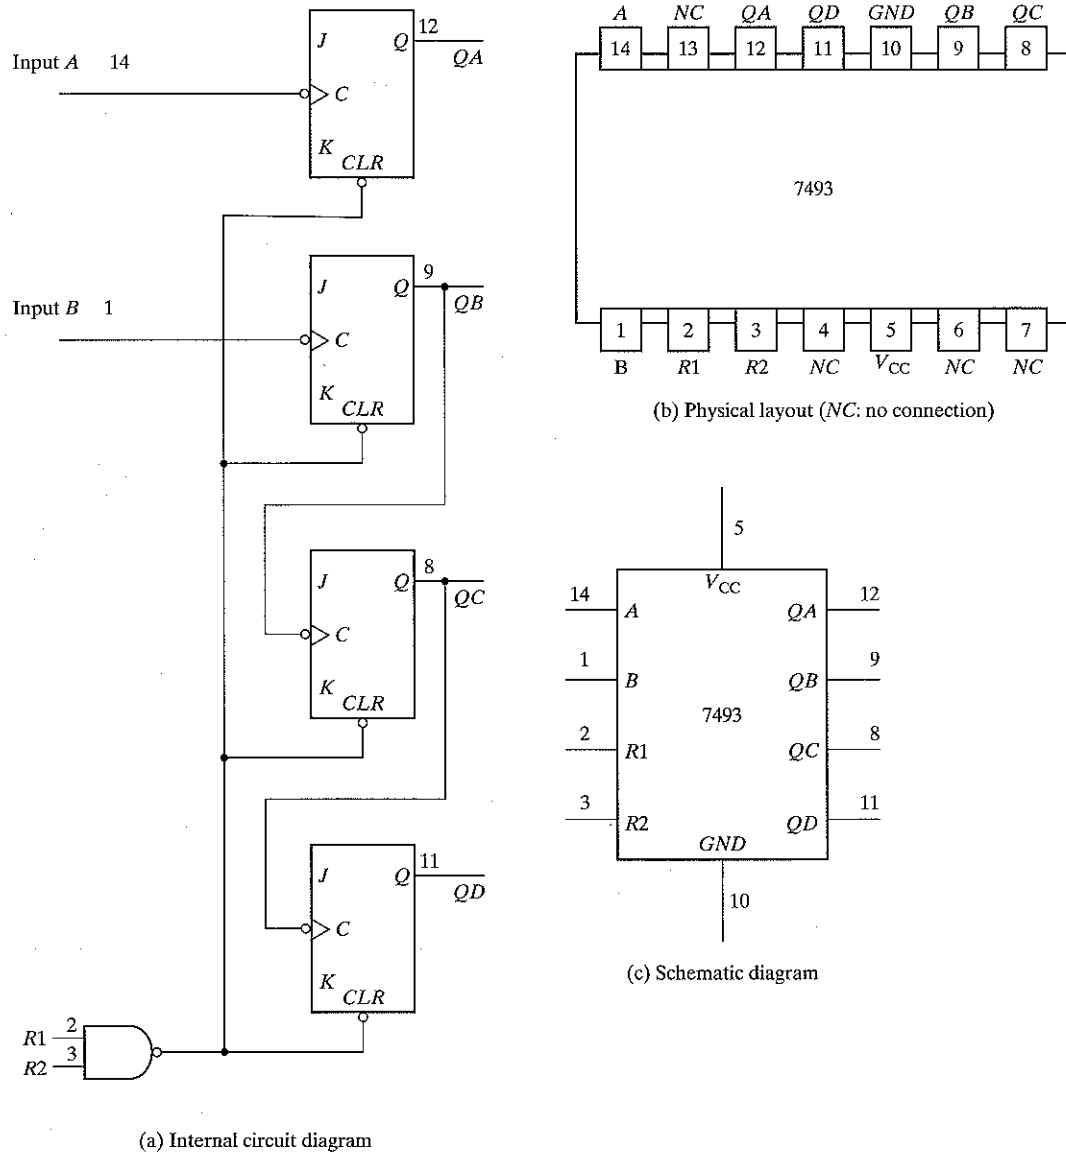 J Q 12
QA
Input A 14
C
K
CLR
J Q 9
QB
Input B 1
C
K
CLR
J Q 8
QC
C
K
CLR
J Q 11
QD
C
K
CLR
R1 2
R2 3
(a) Internal circuit diagram
A NC QA QD GND QB QC
14 13 12 11 10 9 8
7493
1 2 3 4 5 6 7
B R1 R2 NC VCC NC NC
(b) Physical layout (NC: no connection)
5
VCC
14 A QA 12
1 B QB 9
7493
2 R1 QC 8
3 R2 QD 11
GND
10
(c) Schematic diagram